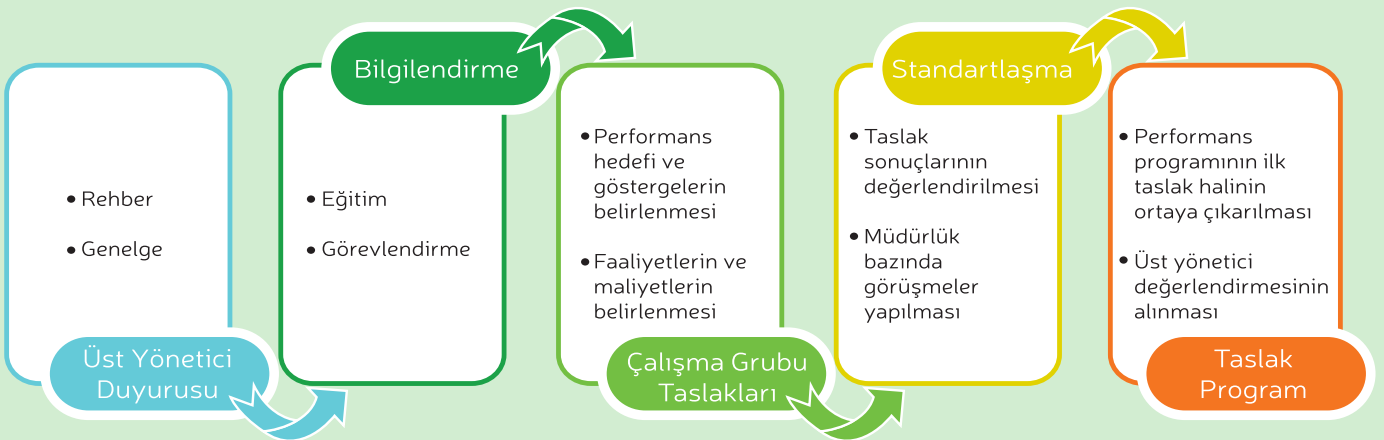 • Rehber
• Genelge
Üst Yönetici
Duyurusu
Bilgilendirme
• Eğitim
• Görevlendirme
• Performans
hedefi ve
göstergelerin
belirlenmesi
• Faaliyetlerin ve
maliyetlerin
belirlenmesi
Çalışma Grubu
Taslakları
Standartlaşma
• Taslak
sonuçlarının
değerlendirilmesi
• Müdürlük
bazında
görüşmeler
yapılması
• Performans
programının ilk
taslak halinin
ortaya çıkarılması
• Üst yönetici
değerlendirmesinin
alınması
Taslak
Program